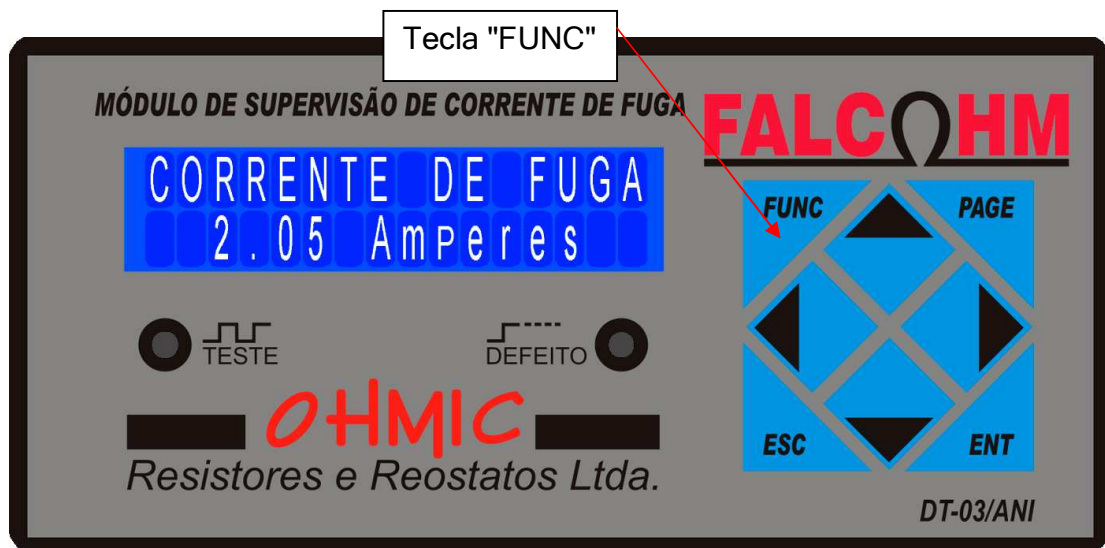 Tecla "FUNC"
MÓDULO DE SUPERVISÃO DE CORRENTE DE FUGA
FALCΩHM
CORRENTE DE FUGA
2.05 Amperes
FUNC
PAGE
TESTE
DEFEITO
OHMIC
ESC
ENT
Resistores e Reostatos Ltda.
DT-03/ANI